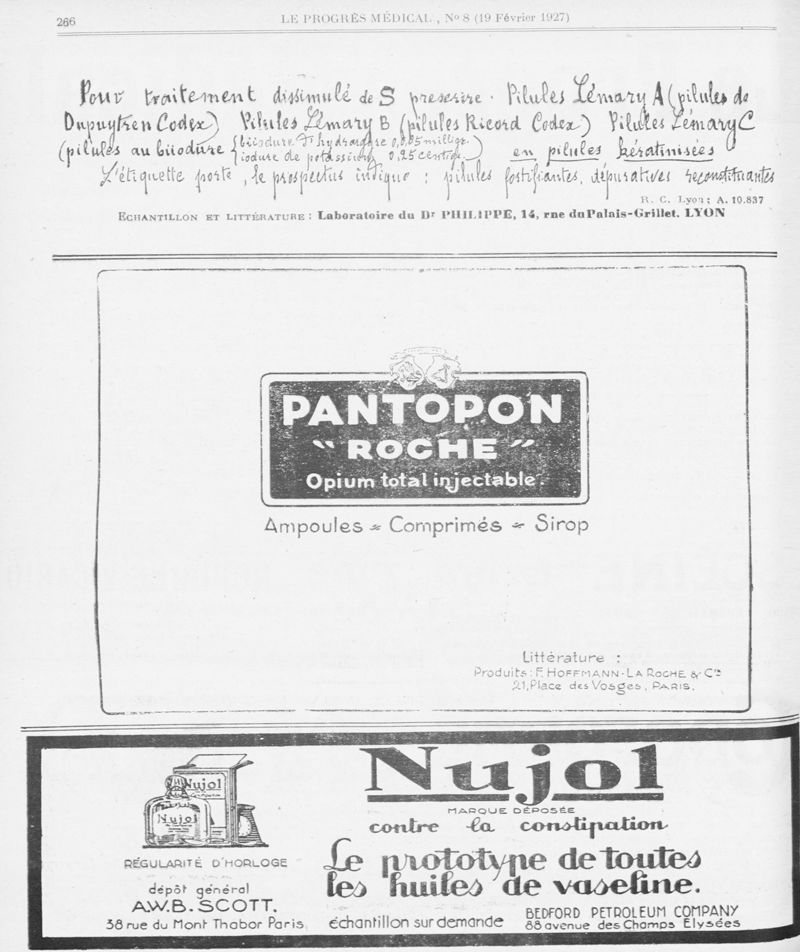 266
LE PROGRÈS MÉDICAL, No 8 (19 Février 1927)
Pour traitement dissimulé de S prescrire. Pilules Lémary A (pilules de
Dupuytren Codex) Pilules Lémary B (pilules Ricord Codex) Pilules Lémary C
(pilules au biiodure { biiodure d'hydrargyre 0,005 milligr.
iodure de potassium 0,25 centigr. ) en pilules kératinisées
L'étiquette porte, le prospectus indique : pilules fortifiantes, dépuratives reconstituantes
R. C. Lyon; A. 10.837
ECHANTILLON ET LITTÉRATURE : Laboratoire du Dr PHILIPPE, 14, rue du Palais-Grillet. LYON
PANTOPON
"ROCHE"
Opium total injectable.
Ampoules - Comprimés - Sirop
Littérature :
Produits: F. HOFFMANN-LA ROCHE & Cie
21, Place des Vosges, PARIS.
Nujol
Nujol
Nujol
MARQUE DÉPOSÉE
contre la constipation
RÉGULARITÉ D'HORLOGE
Le prototype de toutes
les huiles de vaseline.
dépôt général
A.W.B. SCOTT.
38 rue du Mont Thabor Paris
échantillon sur demande
BEDFORD PETROLEUM COMPANY
88 avenue des Champs Elysées